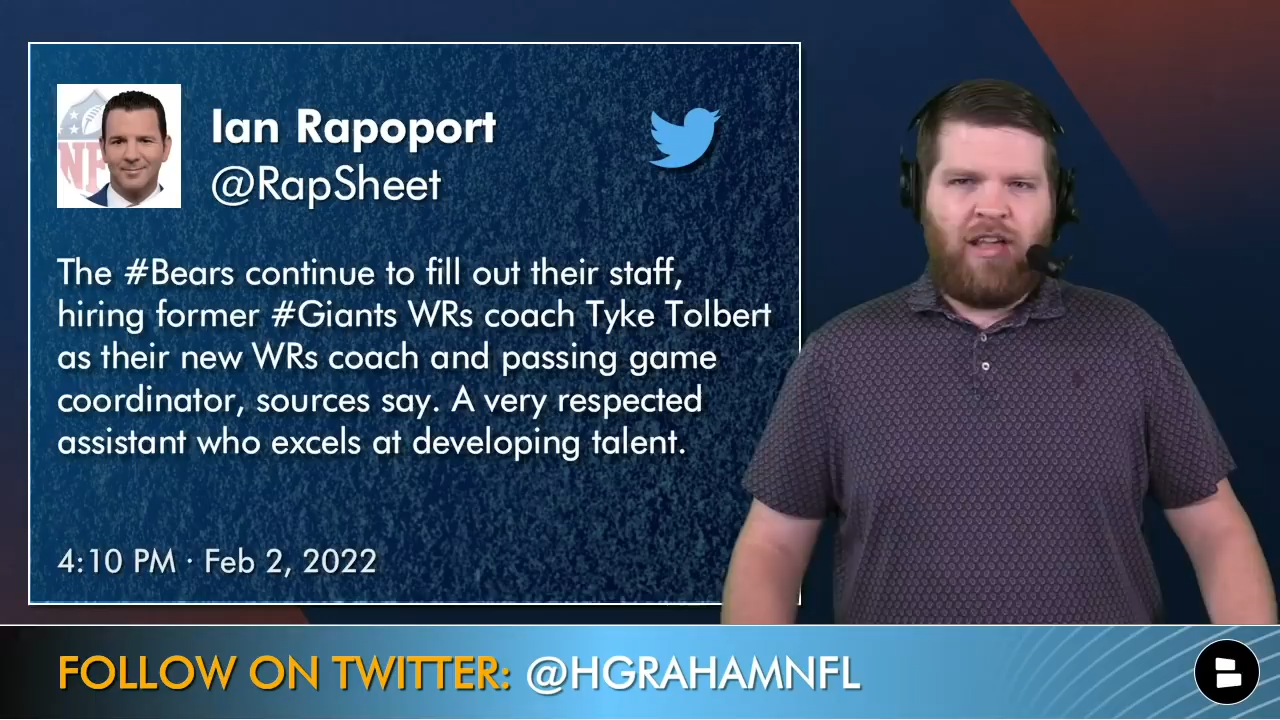 Ian Rapoport
@RapSheet
The #Bears continue to fill out their staff,
hiring former #Giants WRs coach Tyke Tolbert
as their new WRs coach and passing game
coordinator, sources say. A very respected
assistant who excels at developing talent.
4:10 PM · Feb 2, 2022
FOLLOW ON TWITTER: @HGRAHAMNFL